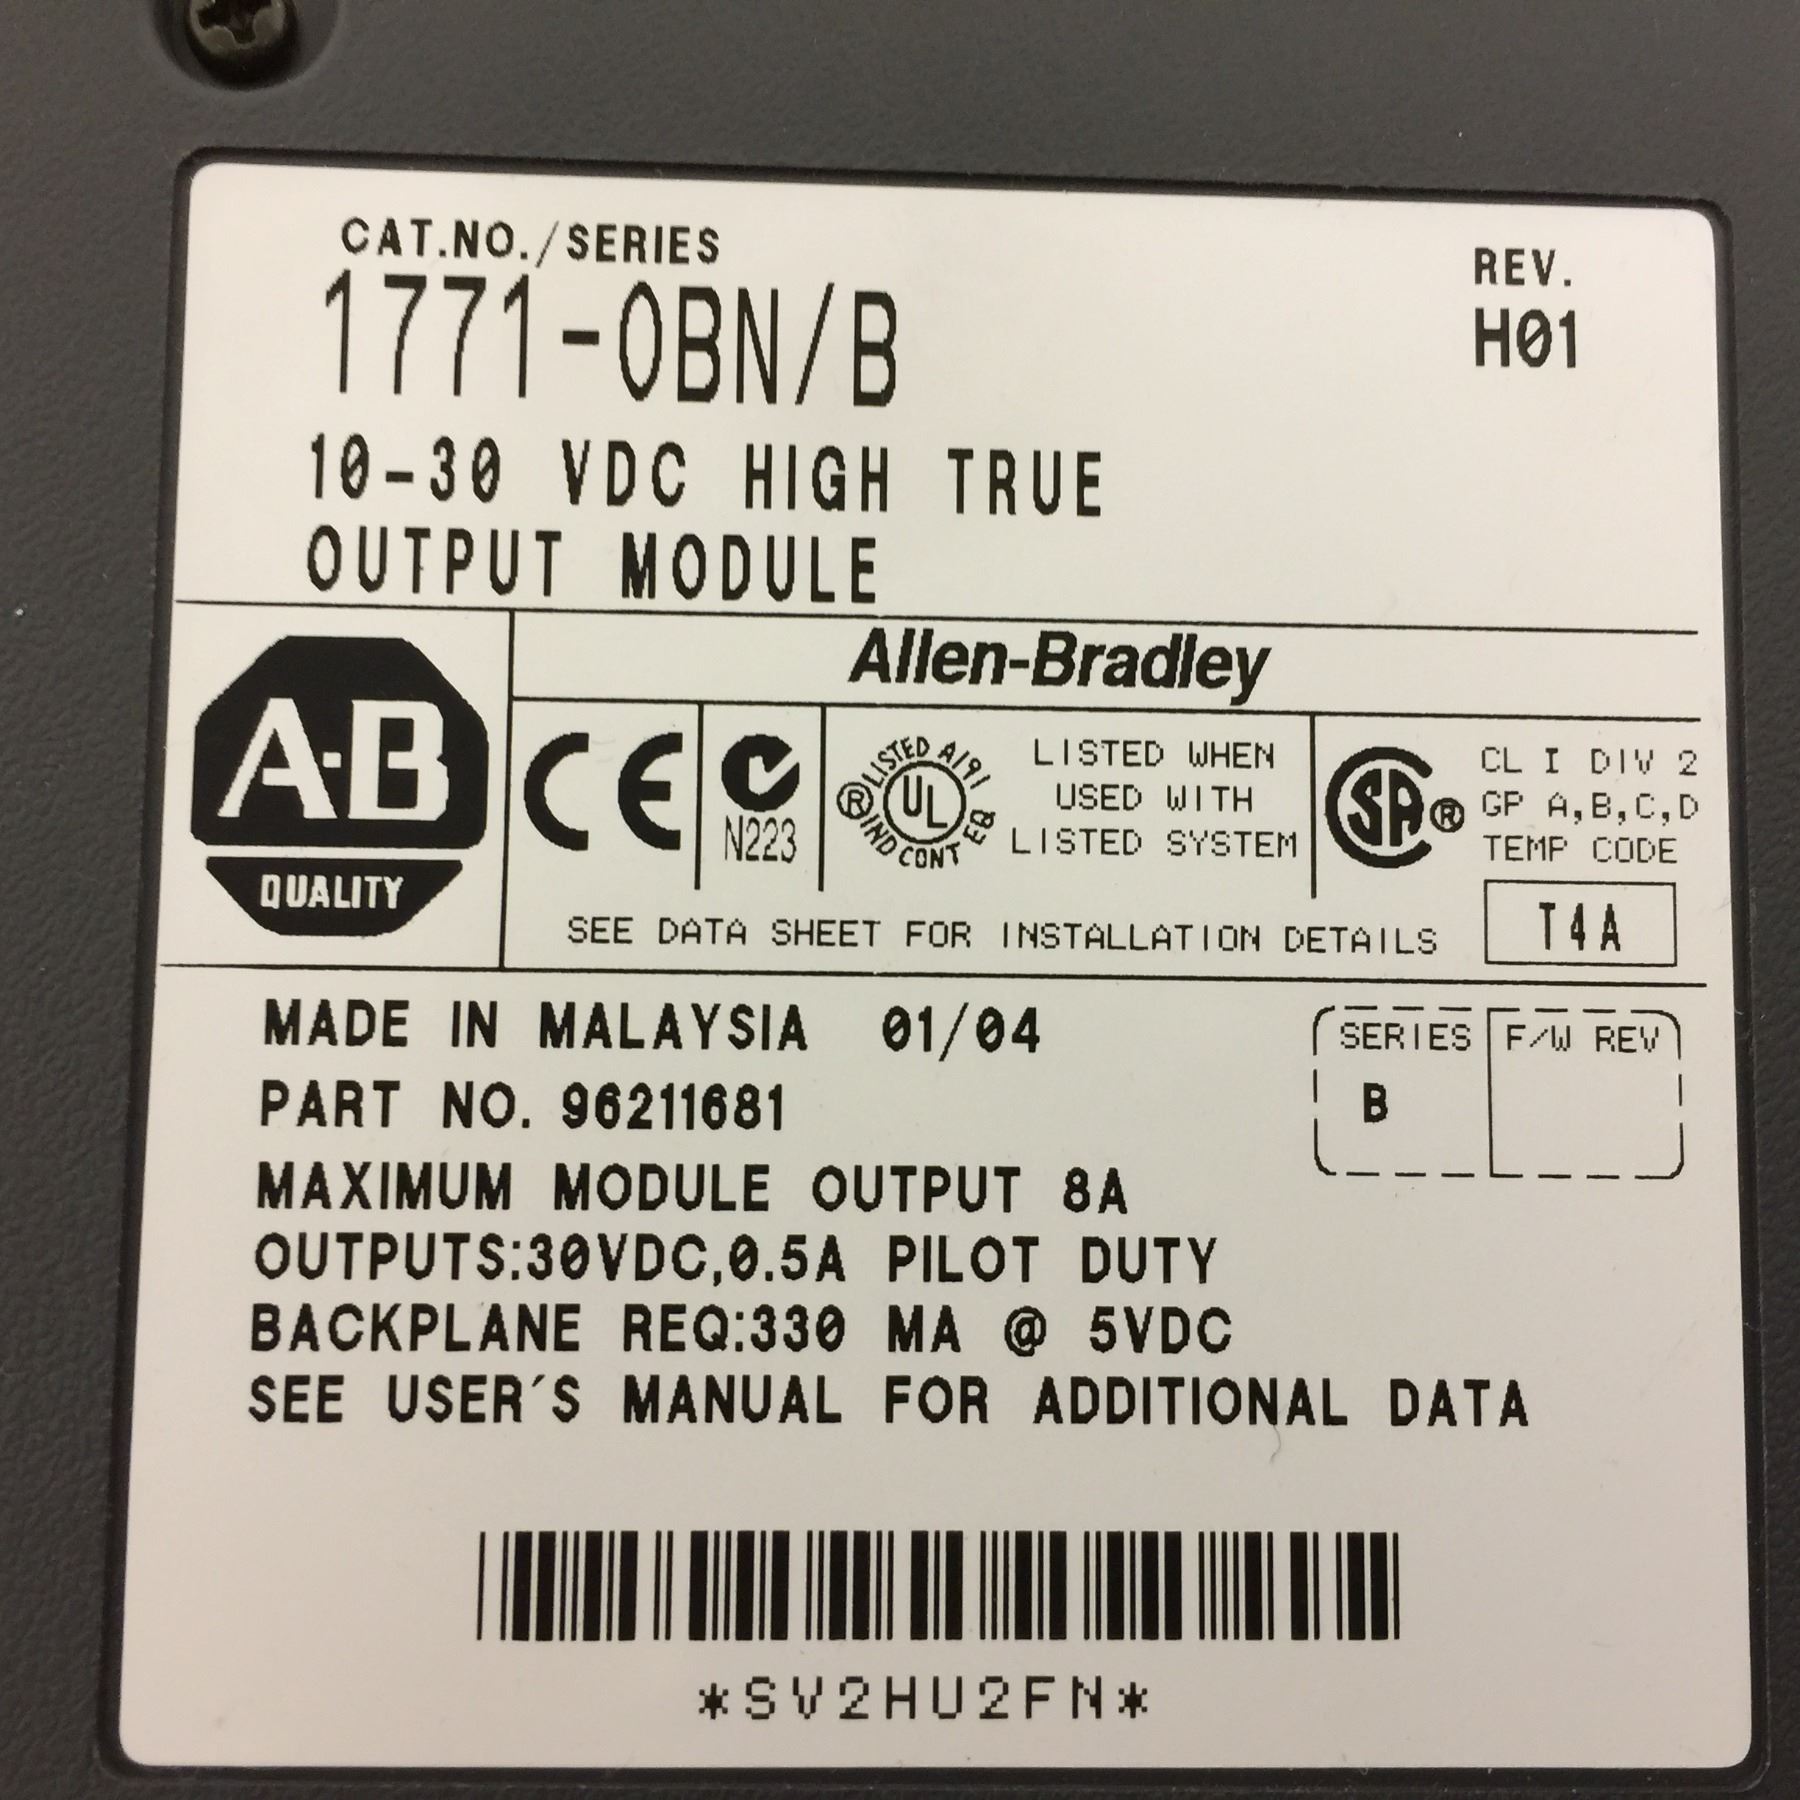 CAT.NO./SERIES
1771-OBN/B
REV.
H01
10-30 VDC HIGH TRUE
OUTPUT MODULE
A-B
QUALITY
Allen-Bradley
CE
N223
LISTED A191
UL
IND CONT EQ
®
LISTED WHEN
USED WITH
LISTED SYSTEM
SA®
CL I DIV 2
GP A,B,C,D
TEMP CODE
T4A
SEE DATA SHEET FOR INSTALLATION DETAILS
MADE IN MALAYSIA 01/04
SERIES
B
F/W REV
PART NO. 96211681
MAXIMUM MODULE OUTPUT 8A
OUTPUTS:30VDC,0.5A PILOT DUTY
BACKPLANE REQ:330 MA @ 5VDC
SEE USER´S MANUAL FOR ADDITIONAL DATA
*SV2HU2FN*